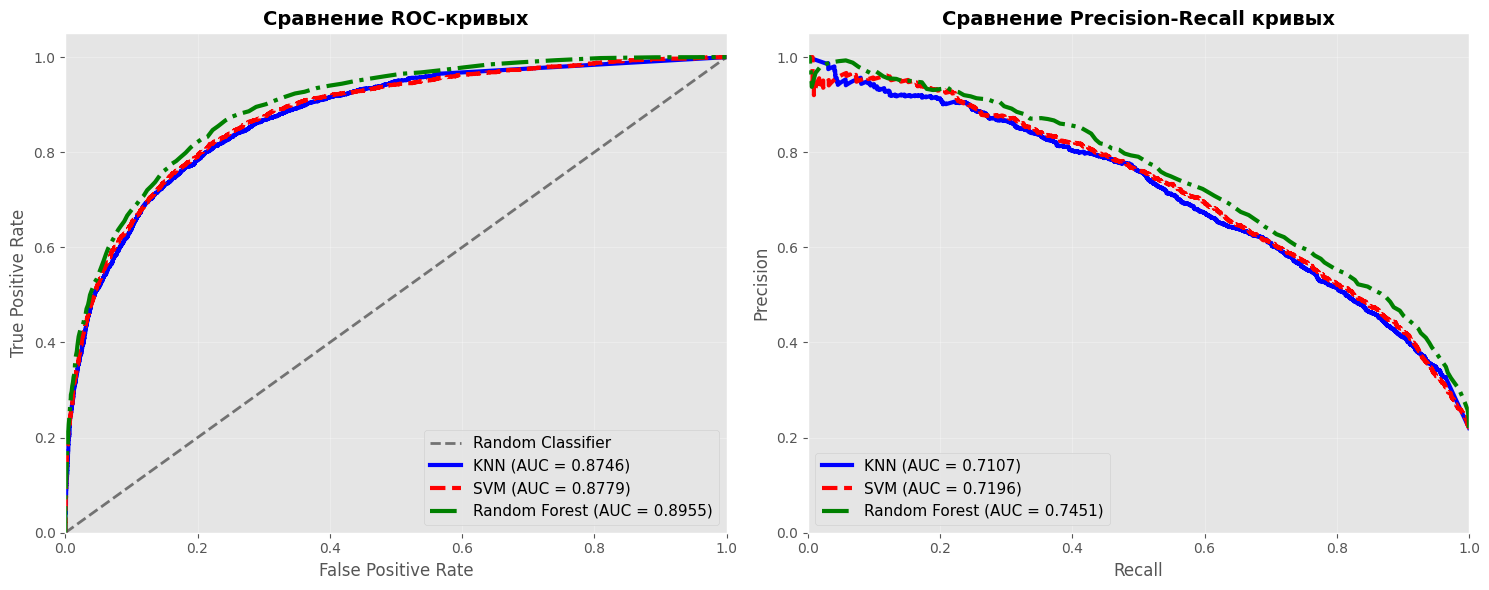 Сравнение ROC-кривых
True Positive Rate
1.0
0.8
0.6
0.4
0.2
0.0
Random Classifier
KNN (AUC = 0.8746)
SVM (AUC = 0.8779)
Random Forest (AUC = 0.8955)
0.0 0.2 0.4 0.6 0.8 1.0
False Positive Rate
Сравнение Precision-Recall кривых
Precision
1.0
0.8
0.6
0.4
0.2
0.0
KNN (AUC = 0.7107)
SVM (AUC = 0.7196)
Random Forest (AUC = 0.7451)
0.0 0.2 0.4 0.6 0.8 1.0
Recall